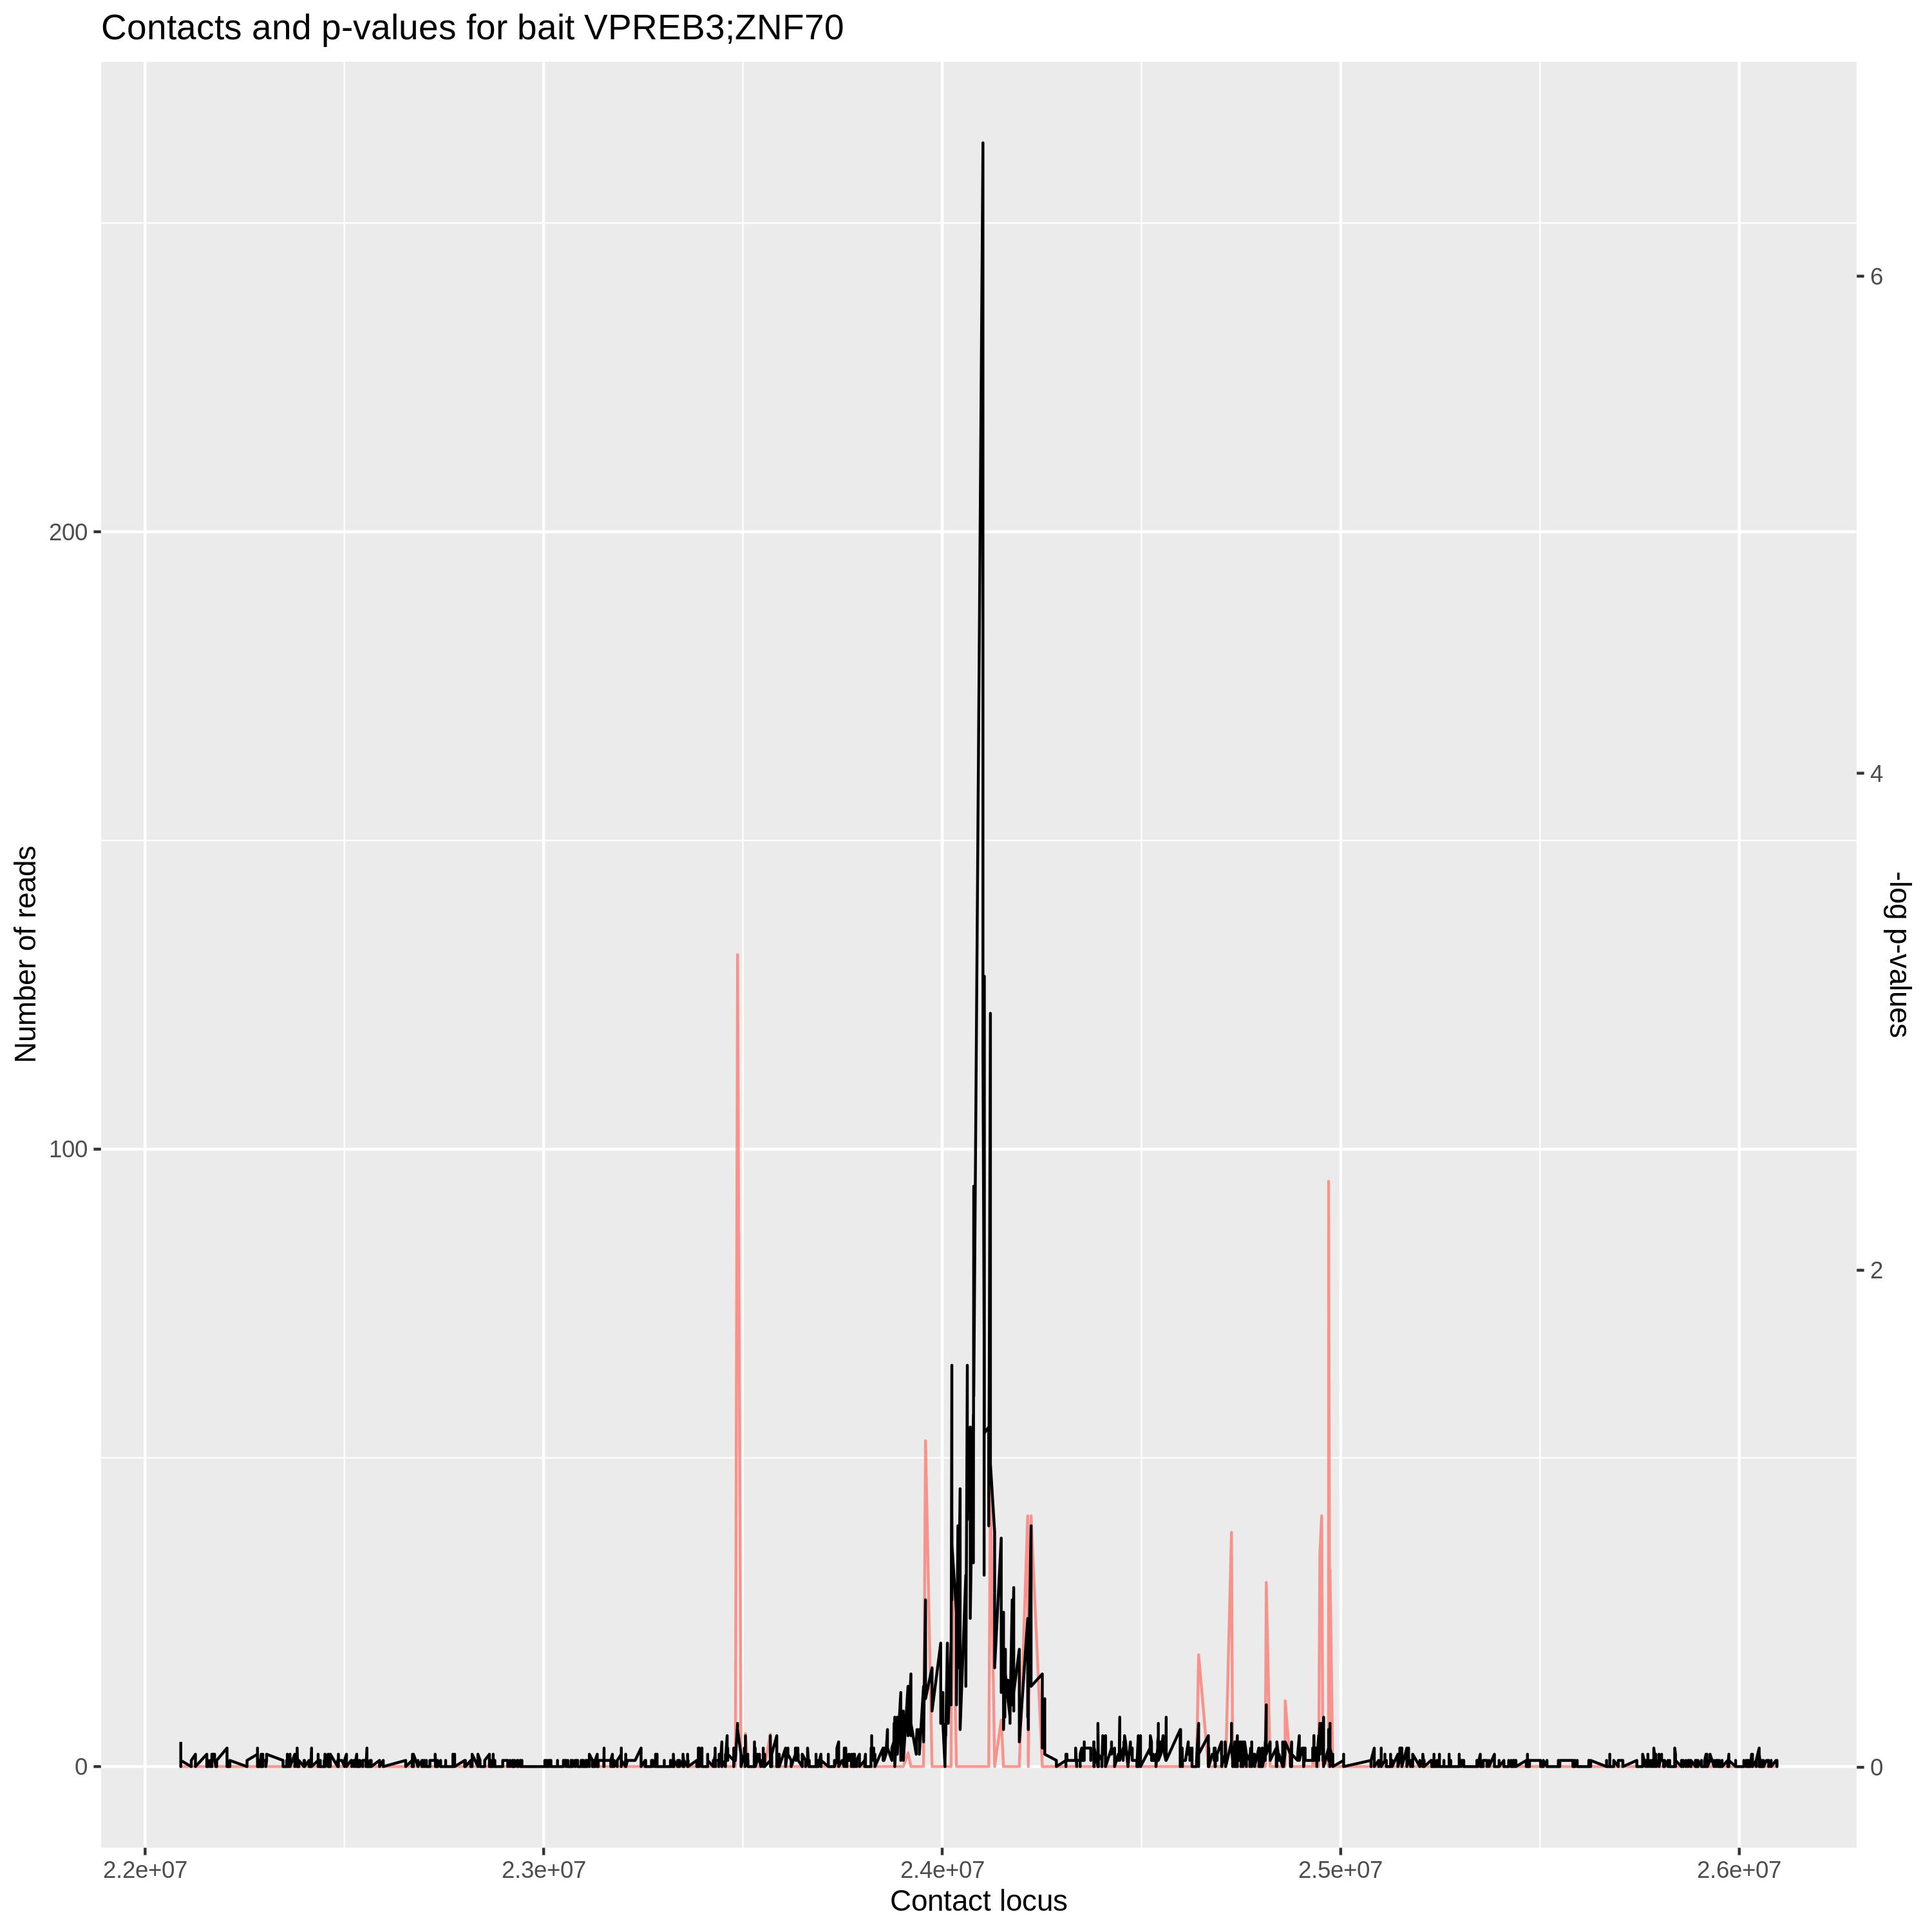 Contacts and p-values for bait VPREB3;ZNF70
Number of reads
200
100
0
6
4
2
0
-log p-values
2.2e+07
2.3e+07
2.4e+07
2.5e+07
2.6e+07
Contact locus